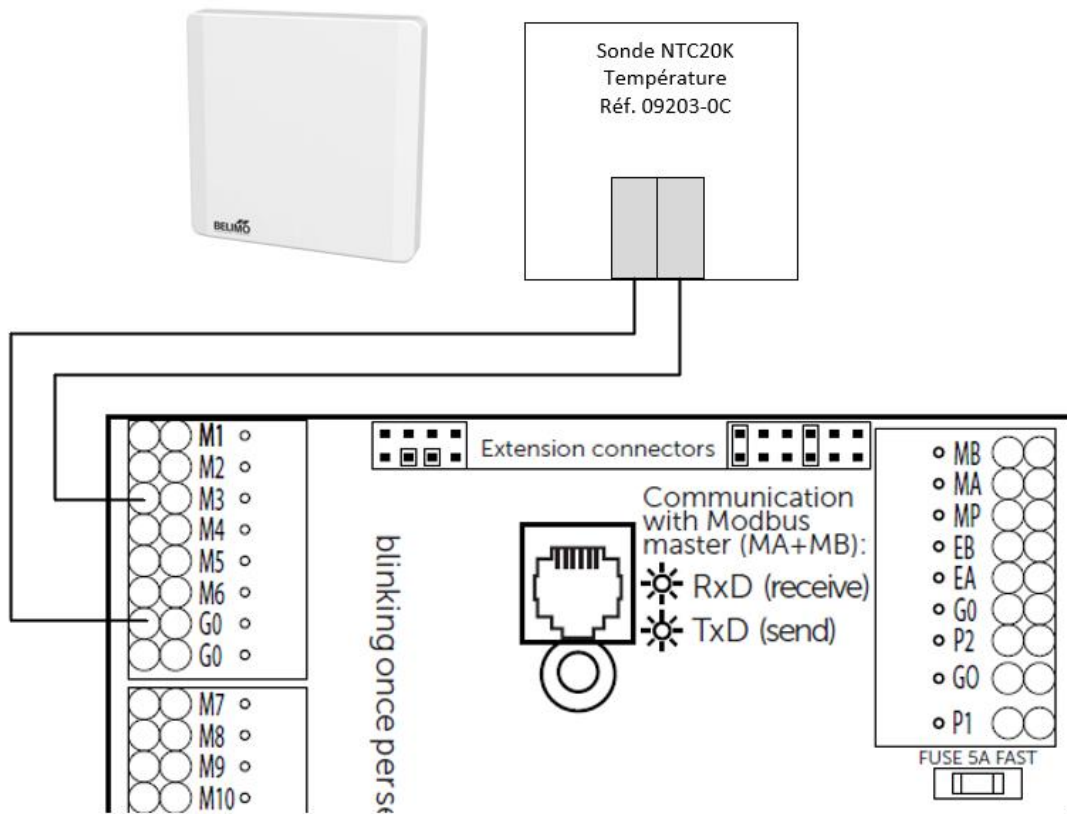 BELIMO
Sonde NTC20K
Température
Réf. 09203-0C
M1
M2
M3
M4
M5
M6
G0
G0
M7
M8
M9
M10
blinking once per se
Extension connectors
Communication
with Modbus
master (MA+MB):
RxD (receive)
TxD (send)
MB
MA
MP
EB
EA
G0
P2
GO
P1
FUSE 5A FAST